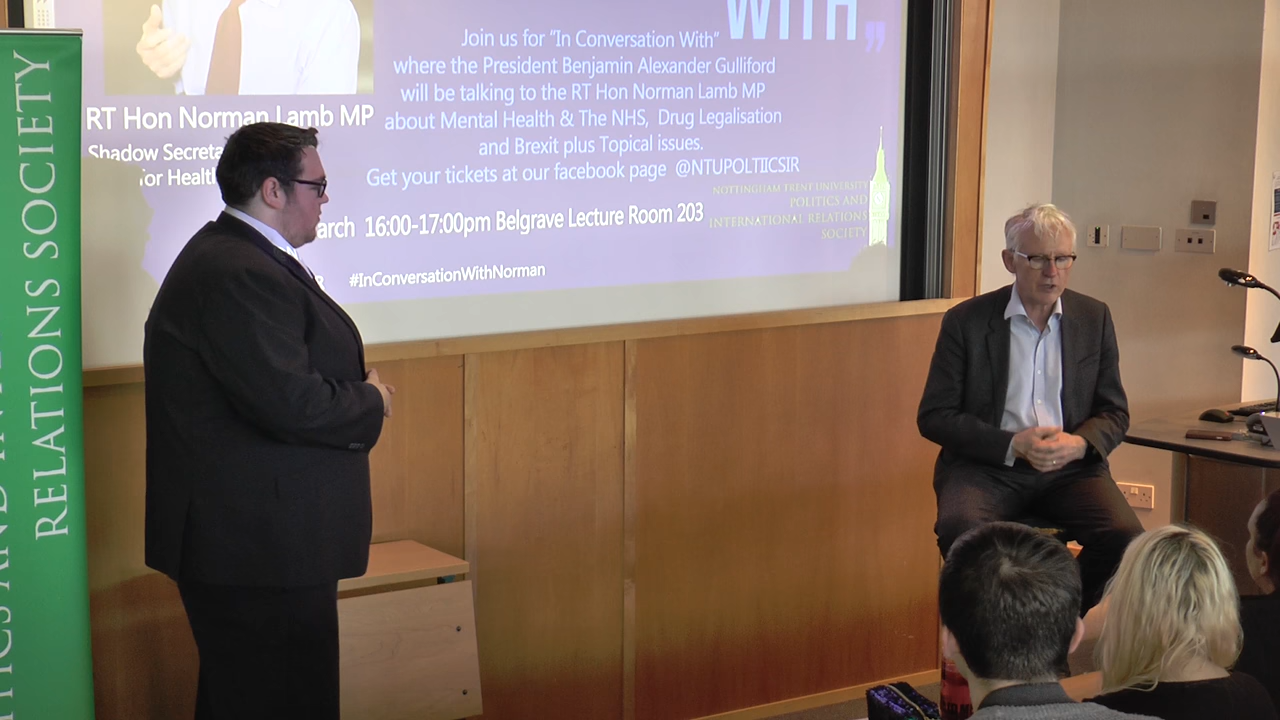 WITH"
Join us for "In Conversation With"
where the President Benjamin Alexander Gulliford
will be talking to the RT Hon Norman Lamb MP
about Mental Health & The NHS, Drug Legalisation
and Brexit plus Topical issues.
Get your tickets at our facebook page @NTUPOLTIICSIR
RT Hon Norman Lamb MP
Shadow
for Health
16:00-17:00pm Belgrave Lecture Room 203
#InConversationWithNorman
NOTTINGHAM TRENT UNIVERSITY
POLITICS AND
INTERNATIONAL RELATIONS
SOCIETY
AND
RELATIONS SOCIETY